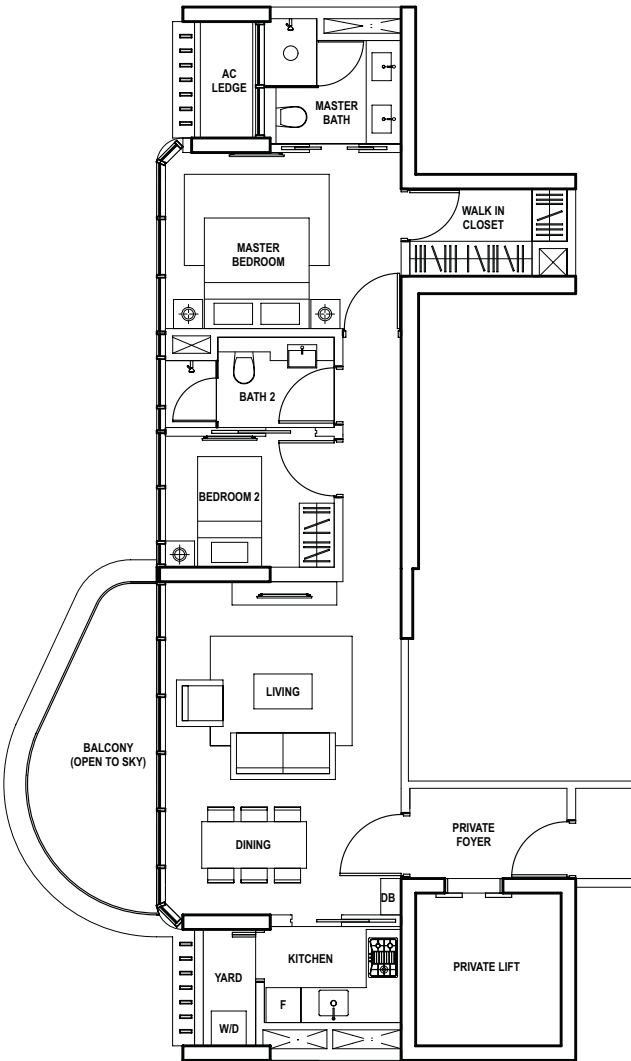 AC
LEDGE
MASTER
BATH
WALK IN
CLOSET
MASTER
BEDROOM
BATH 2
BEDROOM 2
LIVING
BALCONY
(OPEN TO SKY)
PRIVATE
FOYER
DINING
DB
KITCHEN
PRIVATE LIFT
YARD
F
W/D